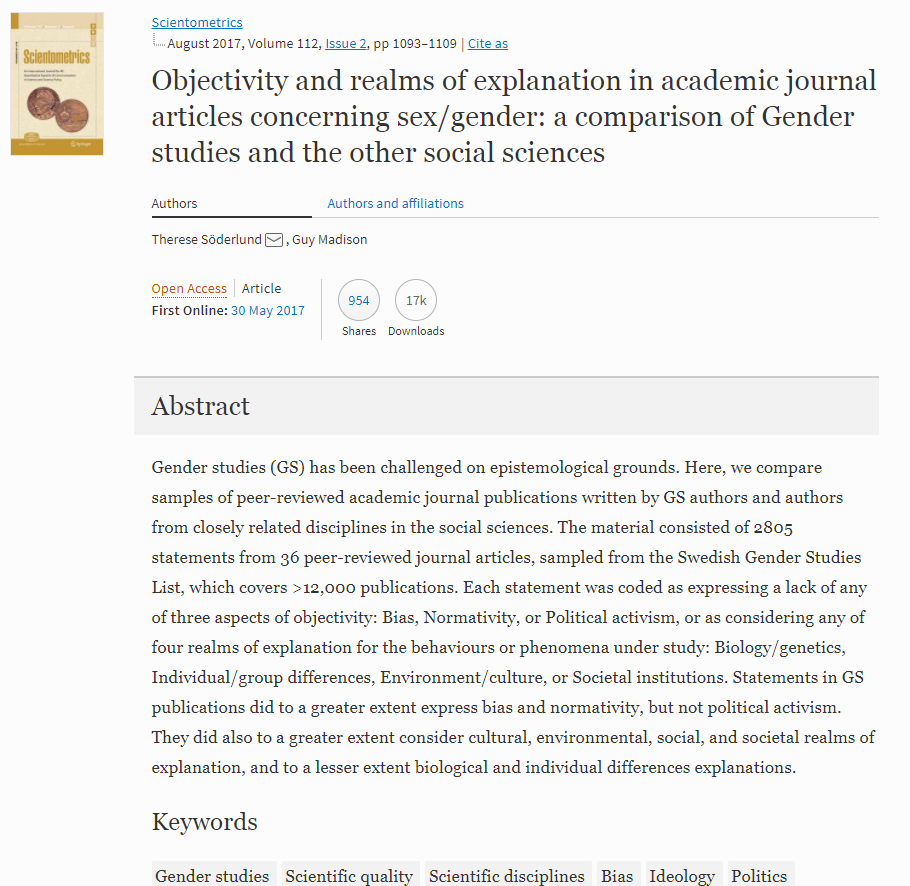 Scientometrics
August 2017, Volume 112, Issue 2, pp 1093–1109 | Cite as
Scientometrics
Objectivity and realms of explanation in academic journal
articles concerning sex/gender: a comparison of Gender
studies and the other social sciences
Authors
Authors and affiliations
Therese Söderlund , Guy Madison
Open Access Article
First Online: 30 May 2017
954
17k
Shares
Downloads
Abstract
Gender studies (GS) has been challenged on epistemological grounds. Here, we compare
samples of peer-reviewed academic journal publications written by GS authors and authors
from closely related disciplines in the social sciences. The material consisted of 2805
statements from 36 peer-reviewed journal articles, sampled from the Swedish Gender Studies
List, which covers >12,000 publications. Each statement was coded as expressing a lack of any
of three aspects of objectivity: Bias, Normativity, or Political activism, or as considering any of
four realms of explanation for the behaviours or phenomena under study: Biology/genetics,
Individual/group differences, Environment/culture, or Societal institutions. Statements in GS
publications did to a greater extent express bias and normativity, but not political activism.
They did also to a greater extent consider cultural, environmental, social, and societal realms of
explanation, and to a lesser extent biological and individual differences explanations.
Keywords
Gender studies Scientific quality Scientific disciplines Bias Ideology Politics